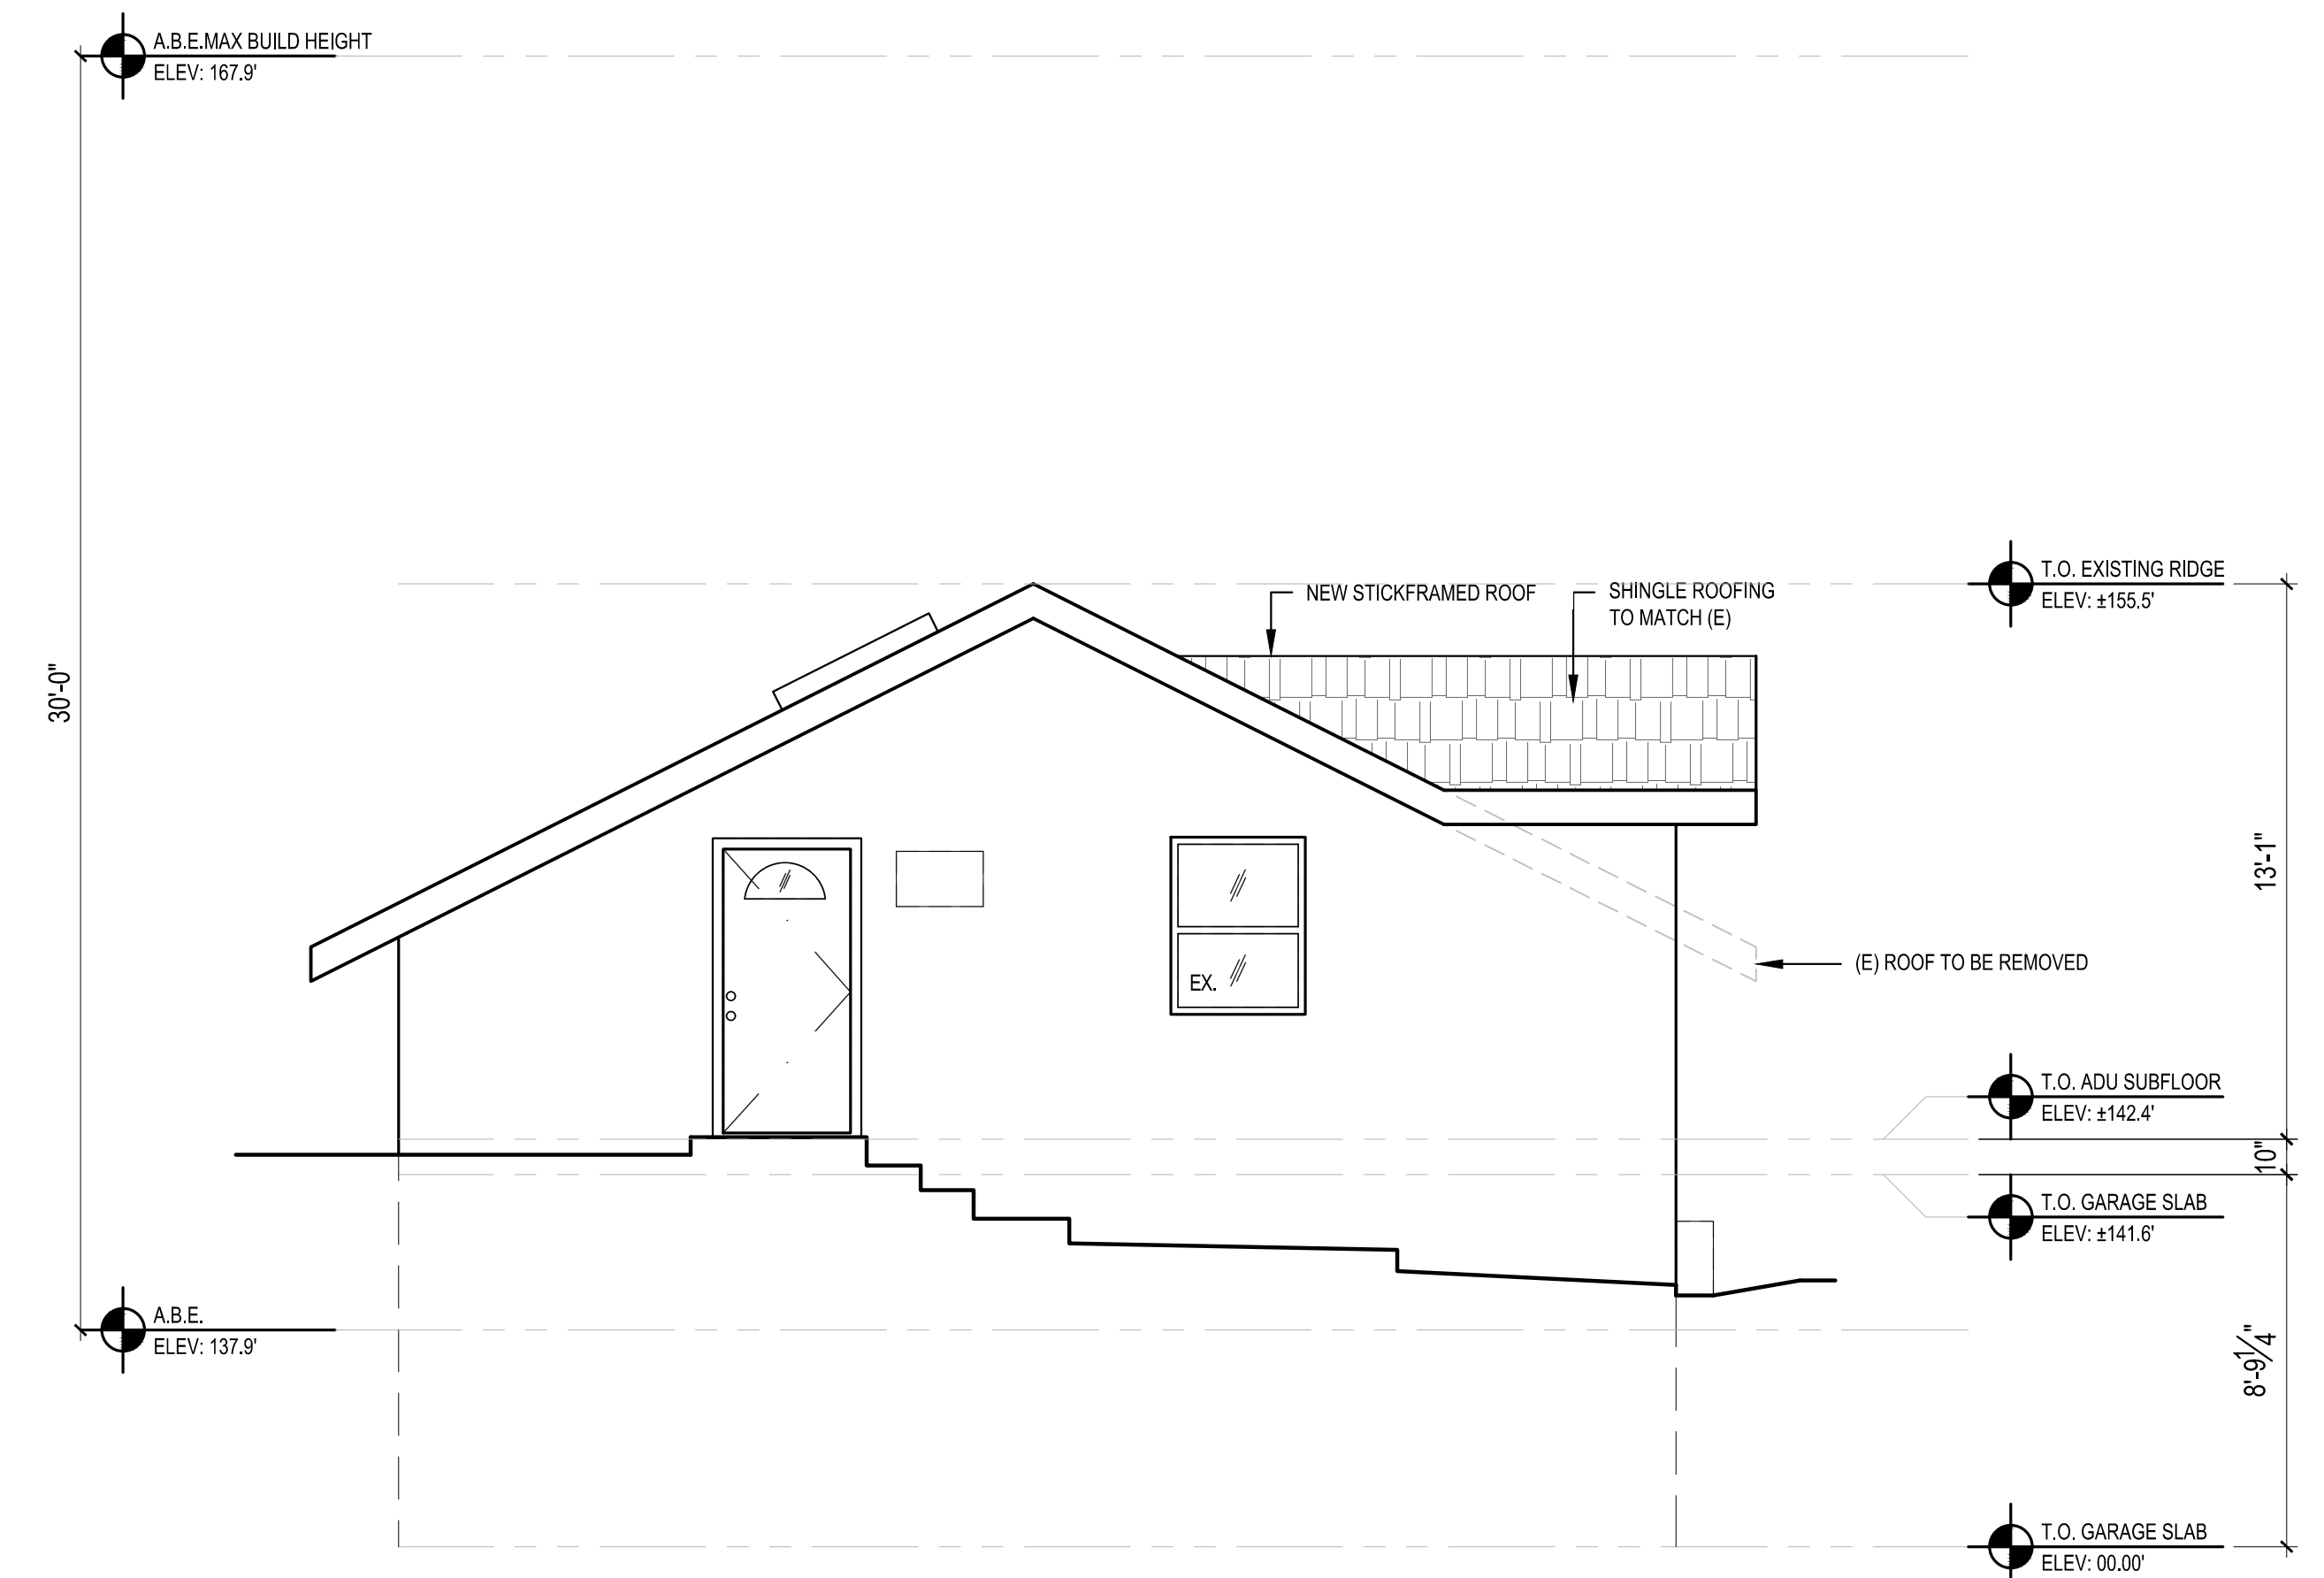 A.B.E.MAX BUILD HEIGHT
ELEV: 167.9'
30'-0"
T.O. EXISTING RIDGE
ELEV: ±155.5'
NEW STICKFRAMED ROOF
SHINGLE ROOFING
TO MATCH (E)
13'-1"
(E) ROOF TO BE REMOVED
EX.
T.O. ADU SUBFLOOR
ELEV: ±142.4'
10"
T.O. GARAGE SLAB
ELEV: ±141.6'
A.B.E.
ELEV: 137.9'
8'-9 1/4"
T.O. GARAGE SLAB
ELEV: 00.00'